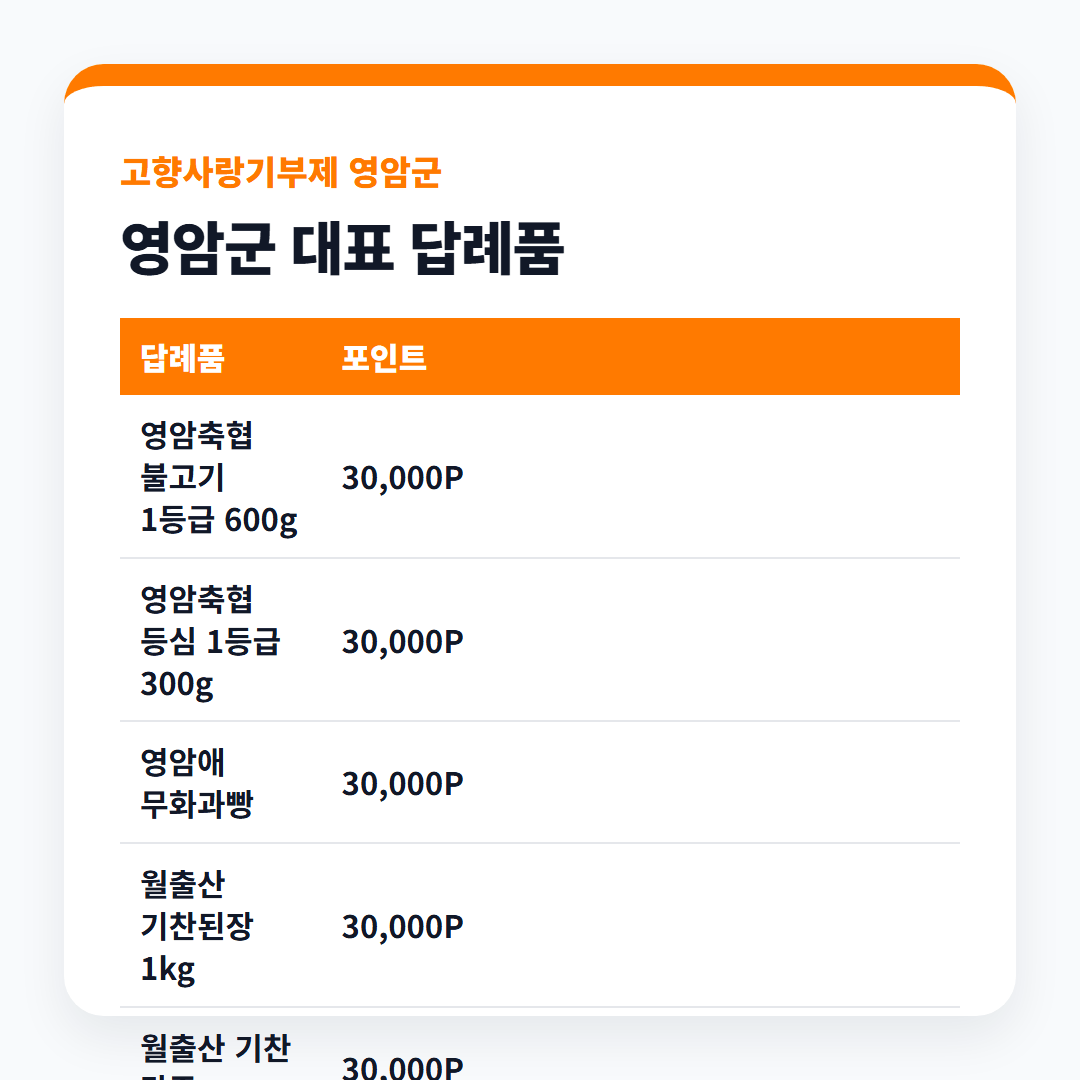 고향사랑기부제 영암군
영암군 대표 답례품
답례품 포인트
영암축협
불고기
1등급 600g
30,000P
영암축협
등심 1등급
300g
30,000P
영암애
무화과빵
30,000P
월출산
기찬된장
1kg
30,000P
월출산 기찬
30,000P